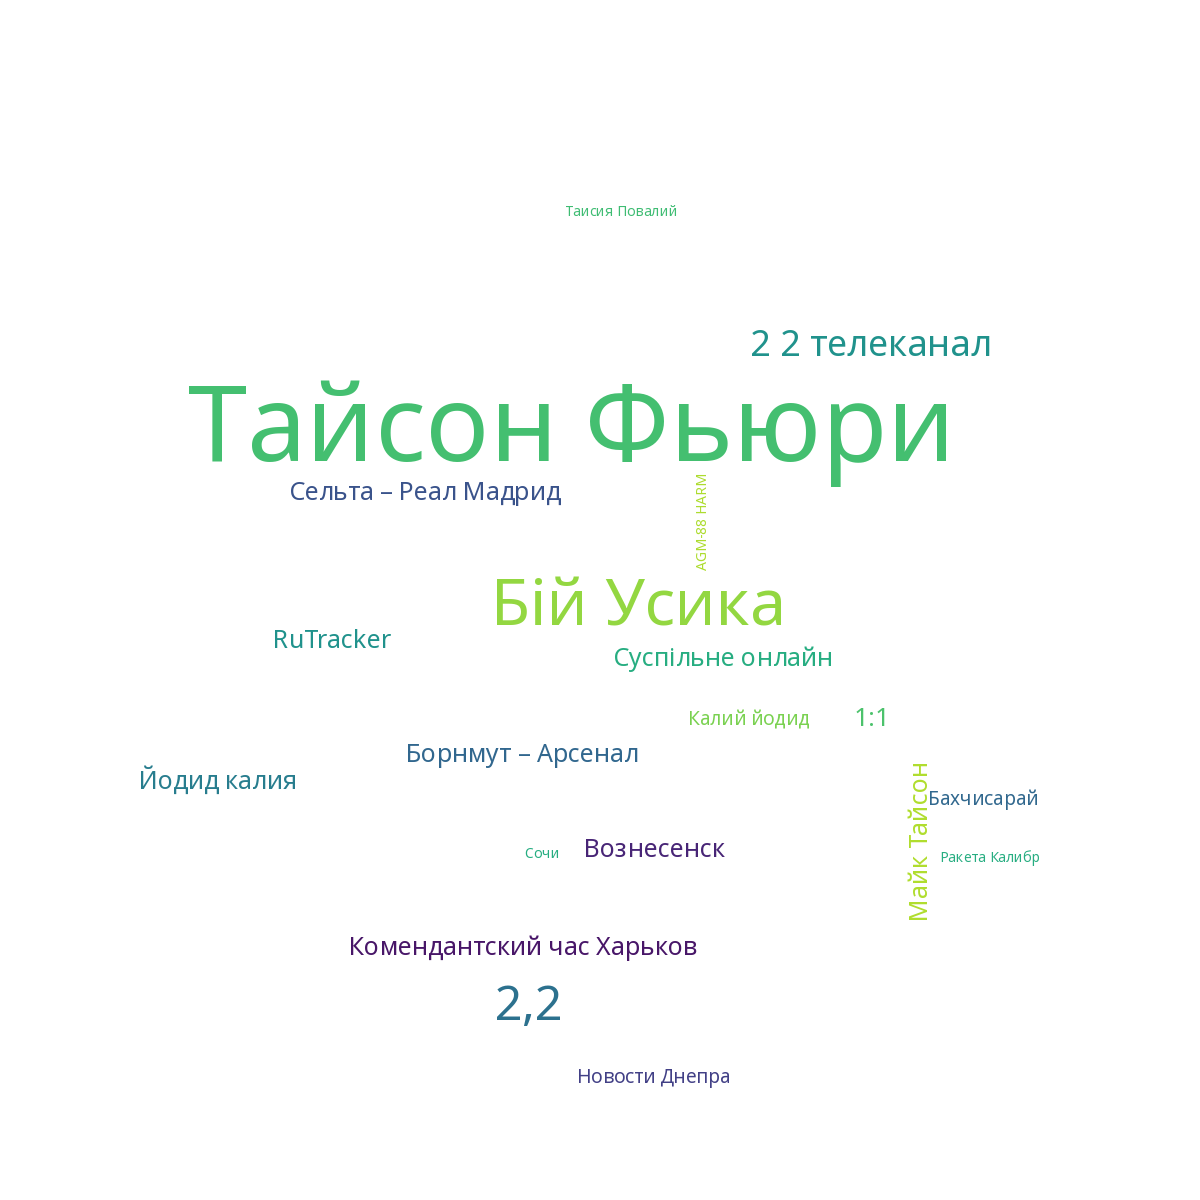 Таисия Повалий
2 2 телеканал
Тайсон Фьюри
Сельта – Реал Мадрид
AGM-88 HARM
Бій Усика
RuTracker
Суспільне онлайн
Калий йодид
1:1
Борнмут – Арсенал
Йодид калия
Майк Тайсон
Бахчисарай
Сочи
Вознесенск
Ракета Калибр
Комендантский час Харьков
2,2
Новости Днепра